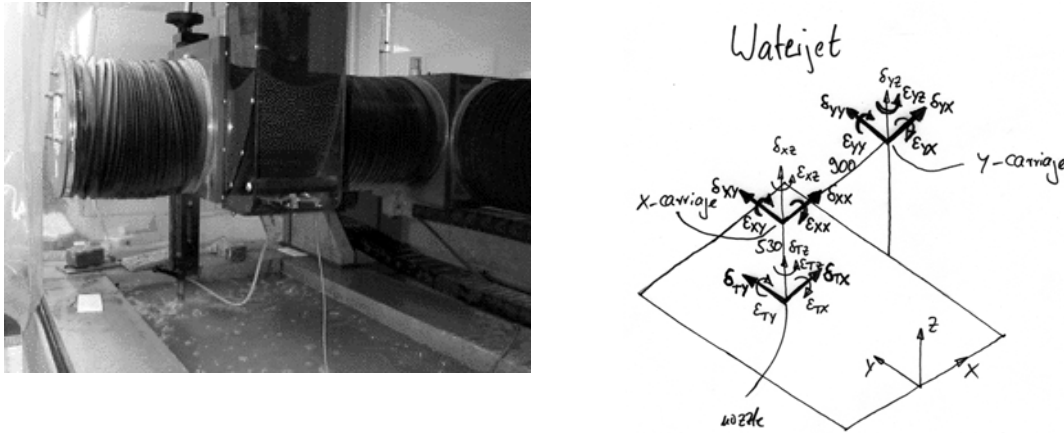 Waterjet
δYZ
δYY εYZ δYX
εYY εYX
Y-carriage
900
δXZ
εXZ
δXY δXX
X-carriage
εXY εXX
530 δTZ
εTZ
δTY δTX
εTY εTX
Z
Y X
nozzle